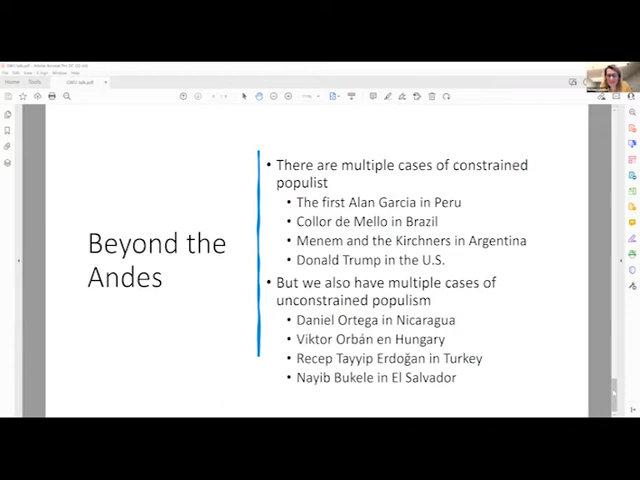 Home
Tools
Beyond the
Andes
• There are multiple cases of constrained
populist
• The first Alan Garcia in Peru
• Collor de Mello in Brazil
• Menem and the Kirchners in Argentina
• Donald Trump in the U.S.
• But we also have multiple cases of
unconstrained populism
• Daniel Ortega in Nicaragua
• Viktor Orbán en Hungary
• Recep Tayyip Erdoğan in Turkey
• Nayib Bukele in El Salvador